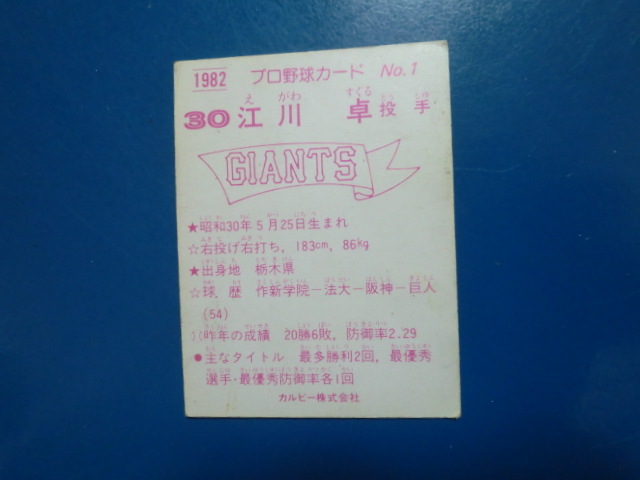 1982 プロ野球カード No.1
30 江川 卓 投手
GIANTS
★昭和30年5月25日生まれ
☆右投げ右打ち, 183cm, 86kg
★出身地 栃木県
☆球歴 作新学院－法大－阪神－巨人
(54)
☆昨年の成績 20勝6敗, 防御率2.29
●主なタイトル 最多勝利2回, 最優秀
選手・最優秀防御率各1回
カルビー株式会社